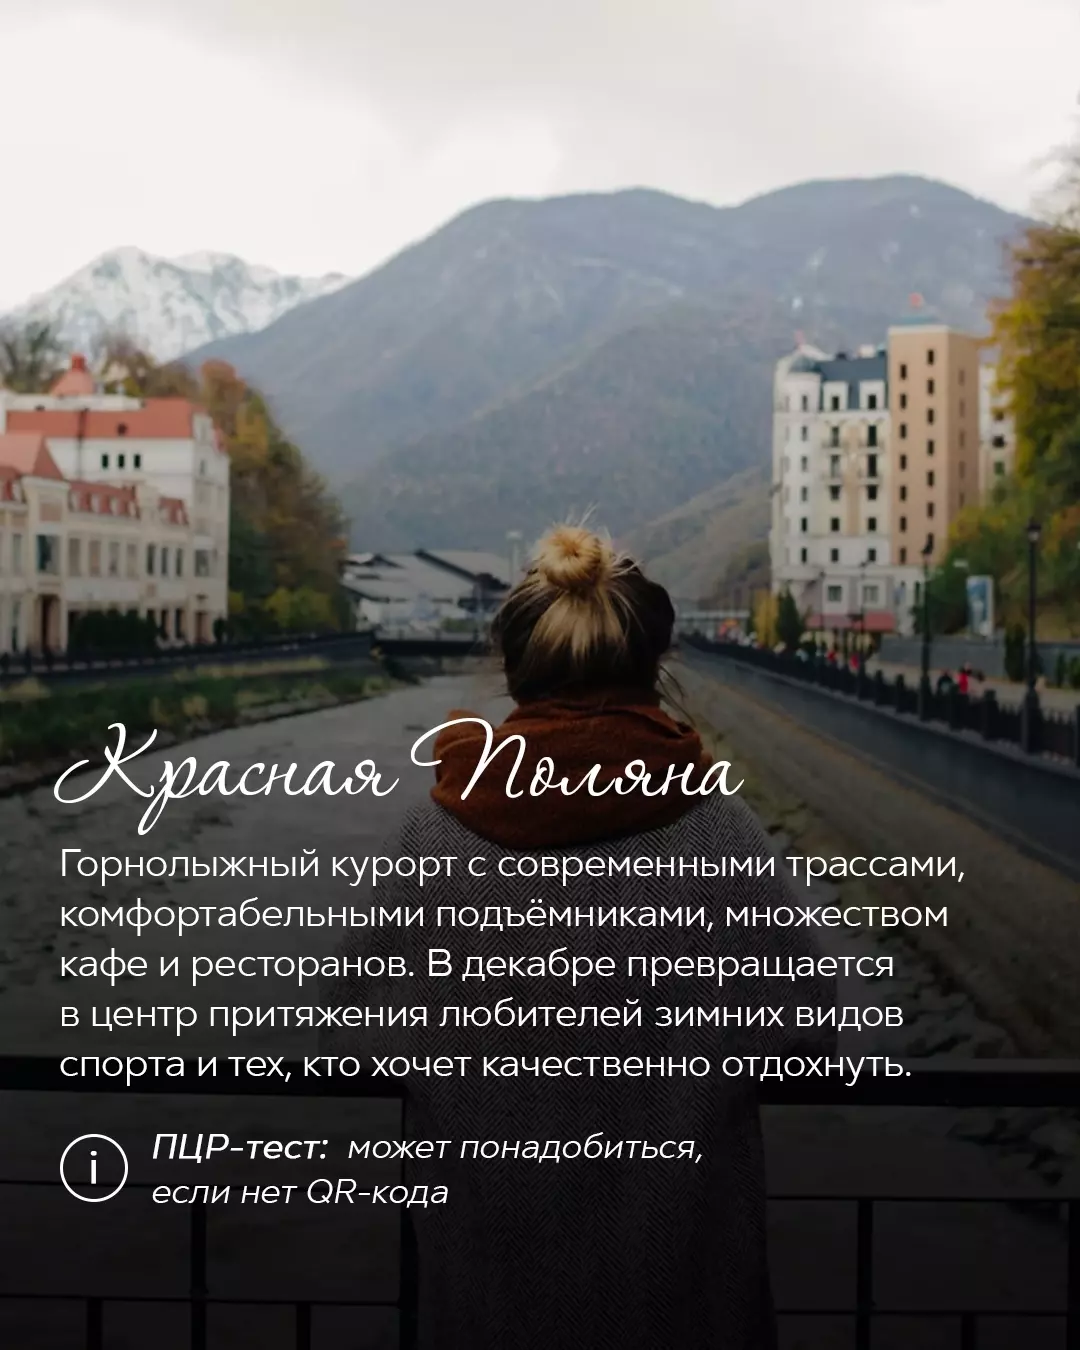 Красная Поляна
Горнолыжный курорт с современными трассами,
комфортабельными подъёмниками, множеством
кафе и ресторанов. В декабре превращается
в центр притяжения любителей зимних видов
спорта и тех, кто хочет качественно отдохнуть.
ПЦР-тест: может понадобиться,
если нет QR-кода